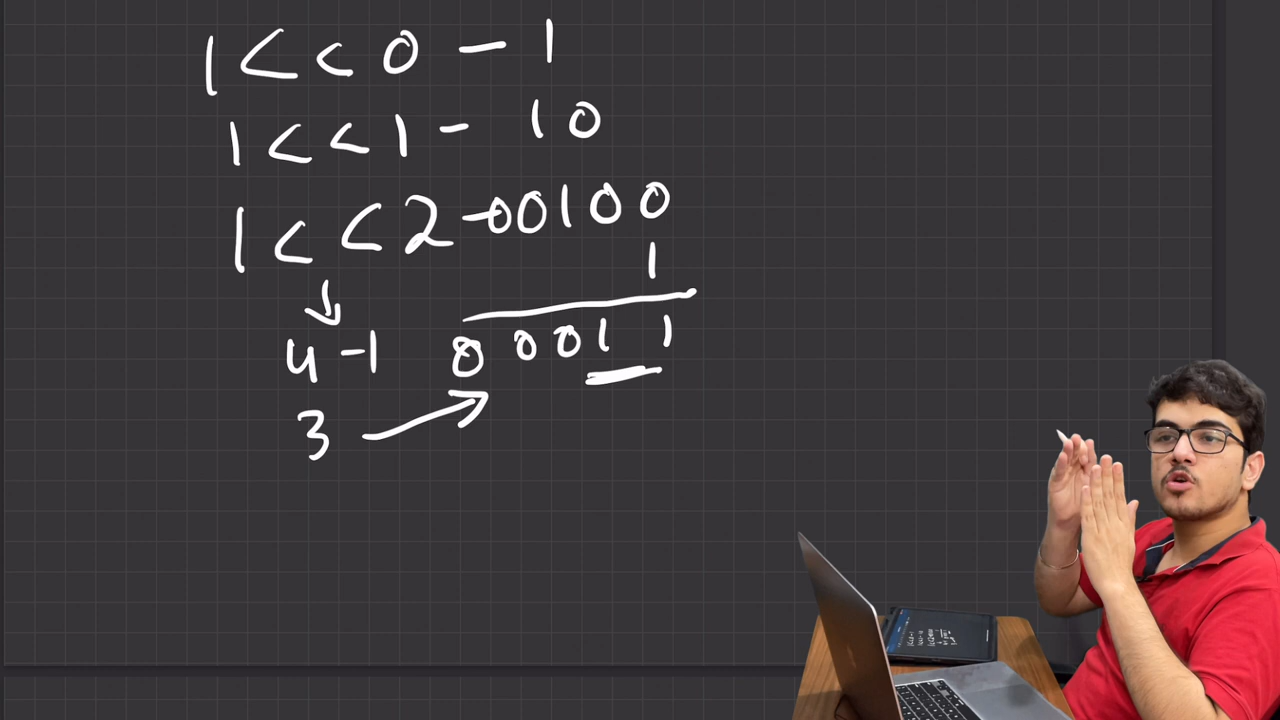 1 < < 0 - 1
1 < < 1 - 10
1 < < 2 - 00100
1
↓
4 - 1 00011
3 →